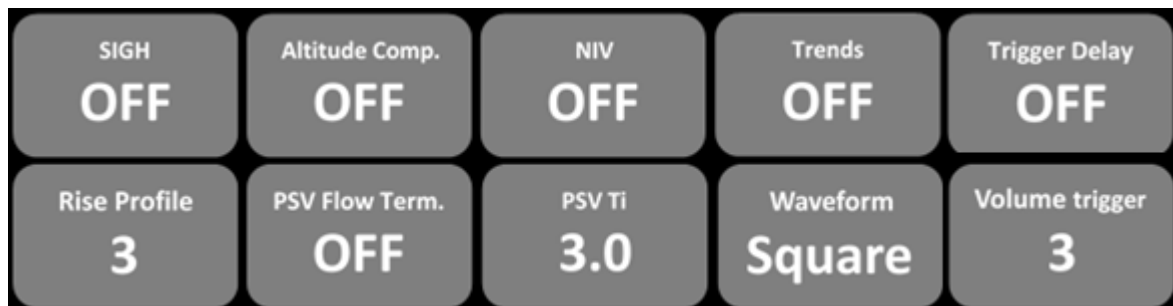 SIGH
OFF
Altitude Comp.
OFF
NIV
OFF
Trends
OFF
Trigger Delay
OFF
Rise Profile
3
PSV Flow Term.
OFF
PSV Ti
3.0
Waveform
Square
Volume trigger
3